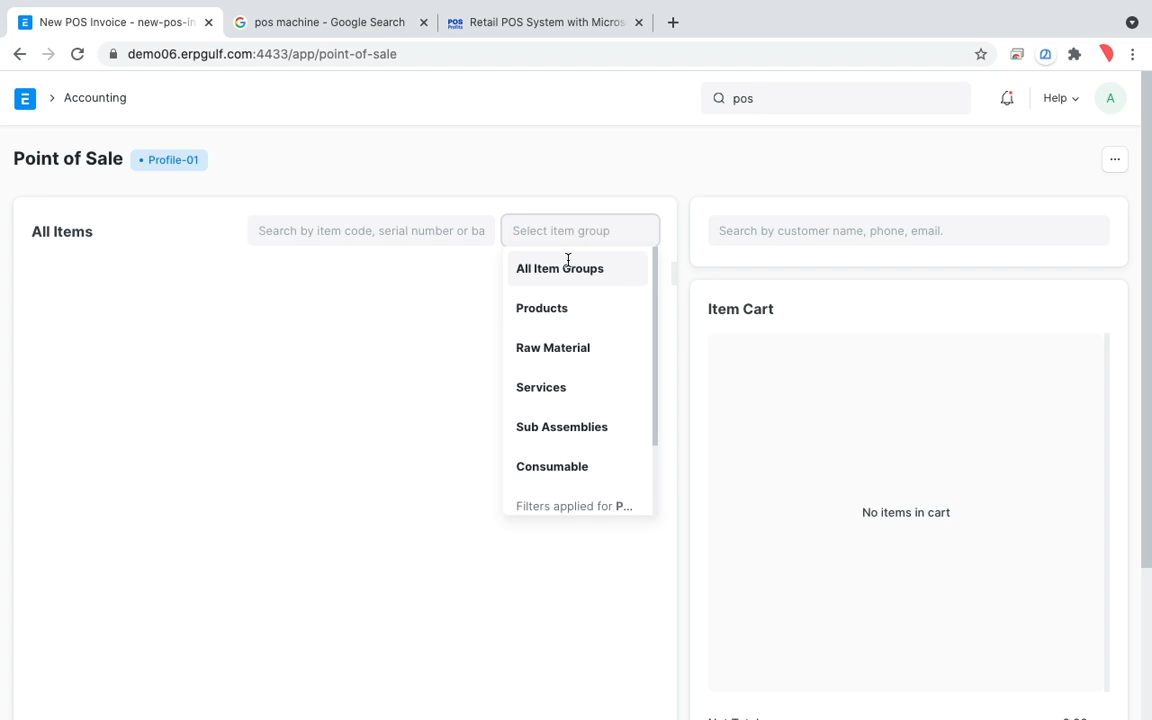 New POS Invoice - new-pos-in
pos machine - Google Search
POS
Retail POS System with Micros
demo06.erpgulf.com:4433/app/point-of-sale
E
Accounting
pos
Help
A
Point of Sale
• Profile-01
...
All Items
Search by item code, serial number or ba
Select item group
Search by customer name, phone, email.
All Item Groups
Products
Raw Material
Services
Sub Assemblies
Consumable
Filters applied for P...
Item Cart
No items in cart